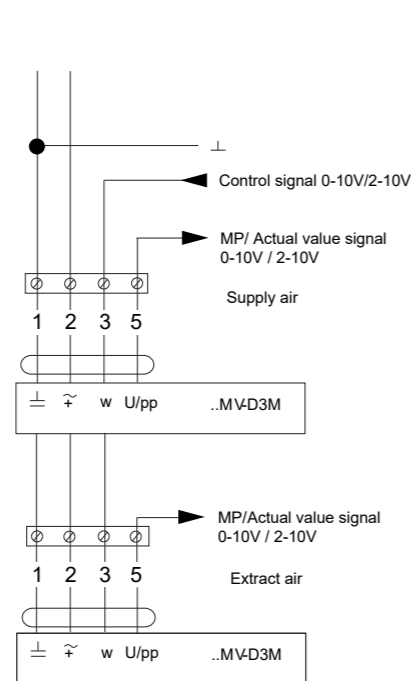 ⊥
Control signal 0-10V/2-10V
MP/ Actual value signal
0-10V / 2-10V
Supply air
1 2 3 5
⊥ ~+ w U/pp ..MV-D3M
MP/Actual value signal
0-10V / 2-10V
1 2 3 5
Extract air
⊥ ~+ w U/pp ..MV-D3M